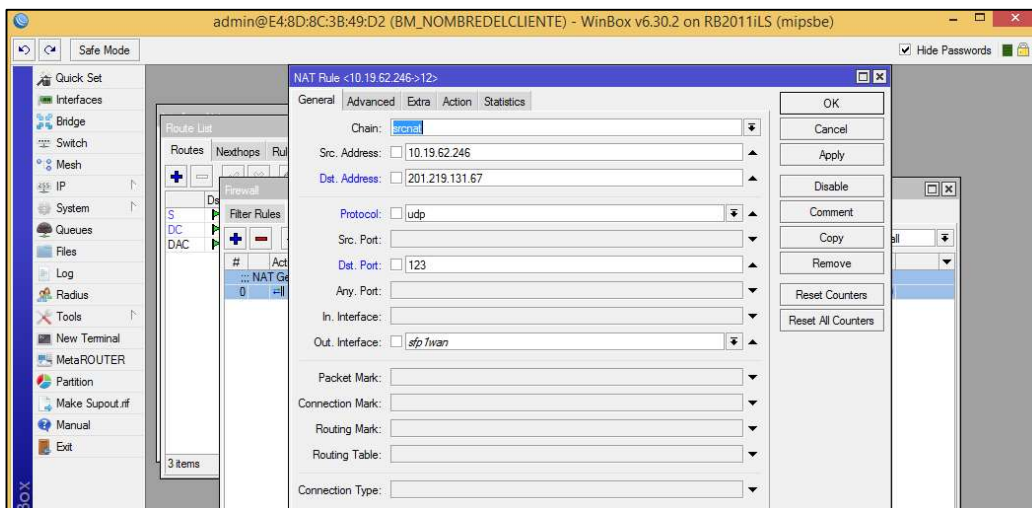 admin@E4:8D:8C:3B:49:D2 (BM_NOMBREDELCLIENTE) - WinBox v6.30.2 on RB2011iLS (mipsbe)
Safe Mode
Hide Passwords
Quick Set
Interfaces
Bridge
Switch
Mesh
IP
System
Queues
Files
Log
Radius
Tools
New Terminal
MetaROUTER
Partition
Make Supout.rif
Manual
Exit
Route List
Routes Nexthops Rul
Ds
S
DC
DAC
3 items
Firewall
Filter Rules
# Act
::: NAT Ge
0
all
NAT Rule <10.19.62.246->12>
General Advanced Extra Action Statistics
Chain: srcnat
Src. Address: 10.19.62.246
Dst. Address: 201.219.131.67
Protocol: udp
Src. Port:
Dst. Port: 123
Any. Port:
In. Interface:
Out. Interface: sfp1wan
Packet Mark:
Connection Mark:
Routing Mark:
Routing Table:
Connection Type:
OK
Cancel
Apply
Disable
Comment
Copy
Remove
Reset Counters
Reset All Counters